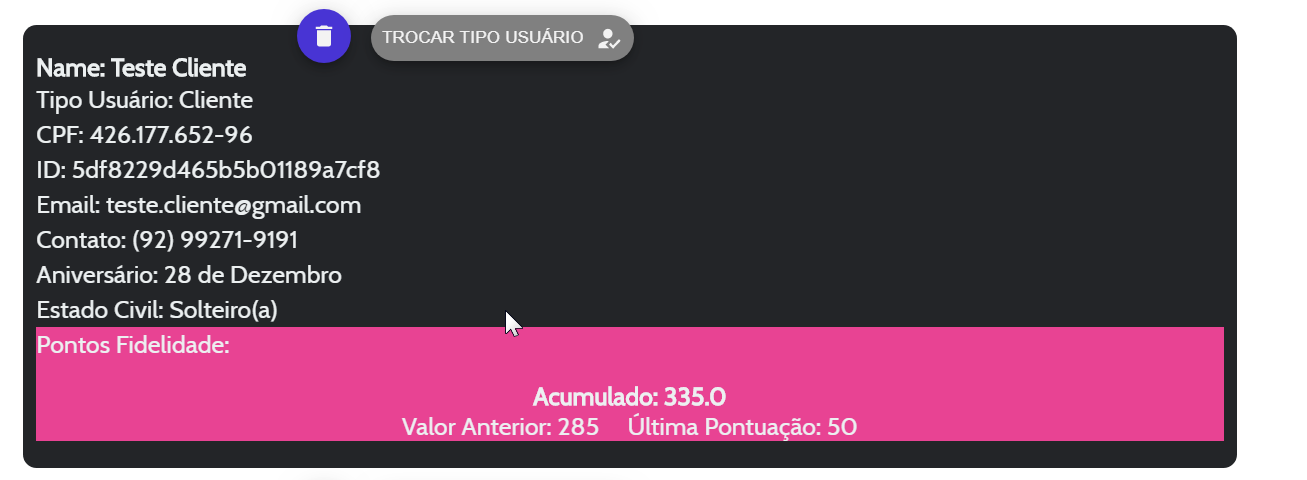 TROCAR TIPO USUÁRIO
Name: Teste Cliente
Tipo Usuário: Cliente
CPF: 426.177.652-96
ID: 5df8229d465b5b01189a7cf8
Email: teste.cliente@gmail.com
Contato: (92) 99271-9191
Aniversário: 28 de Dezembro
Estado Civil: Solteiro(a)
Pontos Fidelidade:
Acumulado: 335.0
Valor Anterior: 285 Última Pontuação: 50